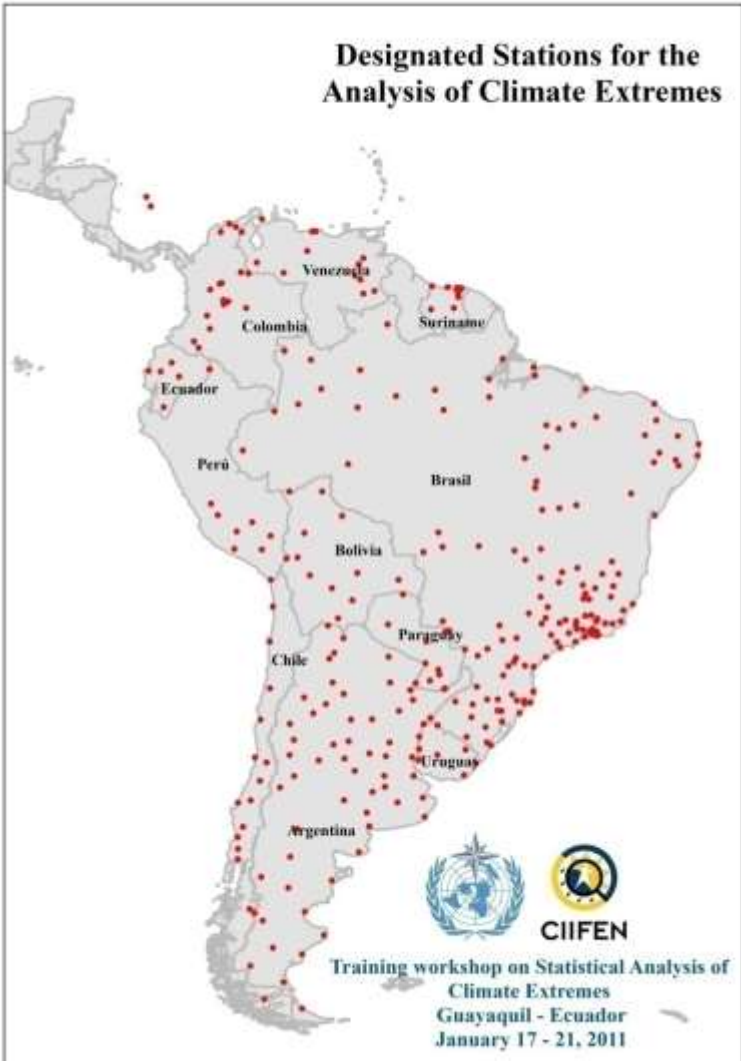 Designated Stations for the
Analysis of Climate Extremes
Venezuela
Suriname
Colombia
Ecuador
Perú
Brasil
Bolivia
Paraguay
Chile
Uruguay
Argentina
CIIFEN
Training workshop on Statistical Analysis of
Climate Extremes
Guayaquil - Ecuador
January 17 - 21, 2011